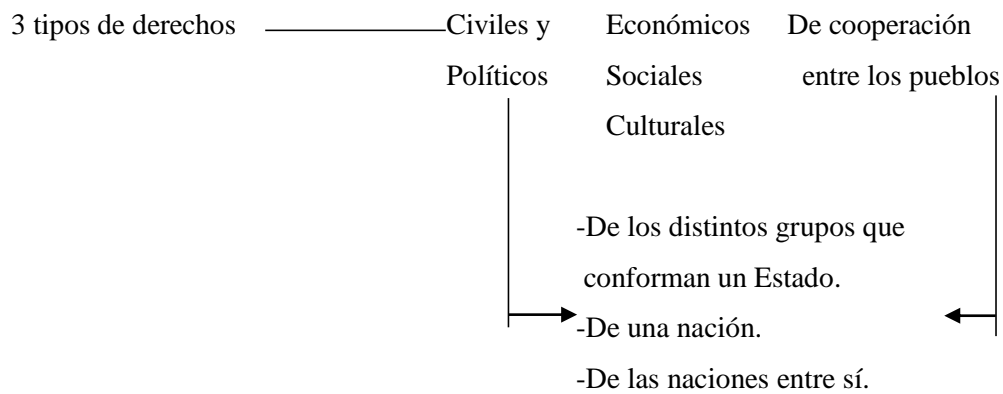 3 tipos de derechos Civiles y Económicos De cooperación
Políticos Sociales entre los pueblos
Culturales
-De los distintos grupos que
conforman un Estado.
-De una nación.
-De las naciones entre sí.